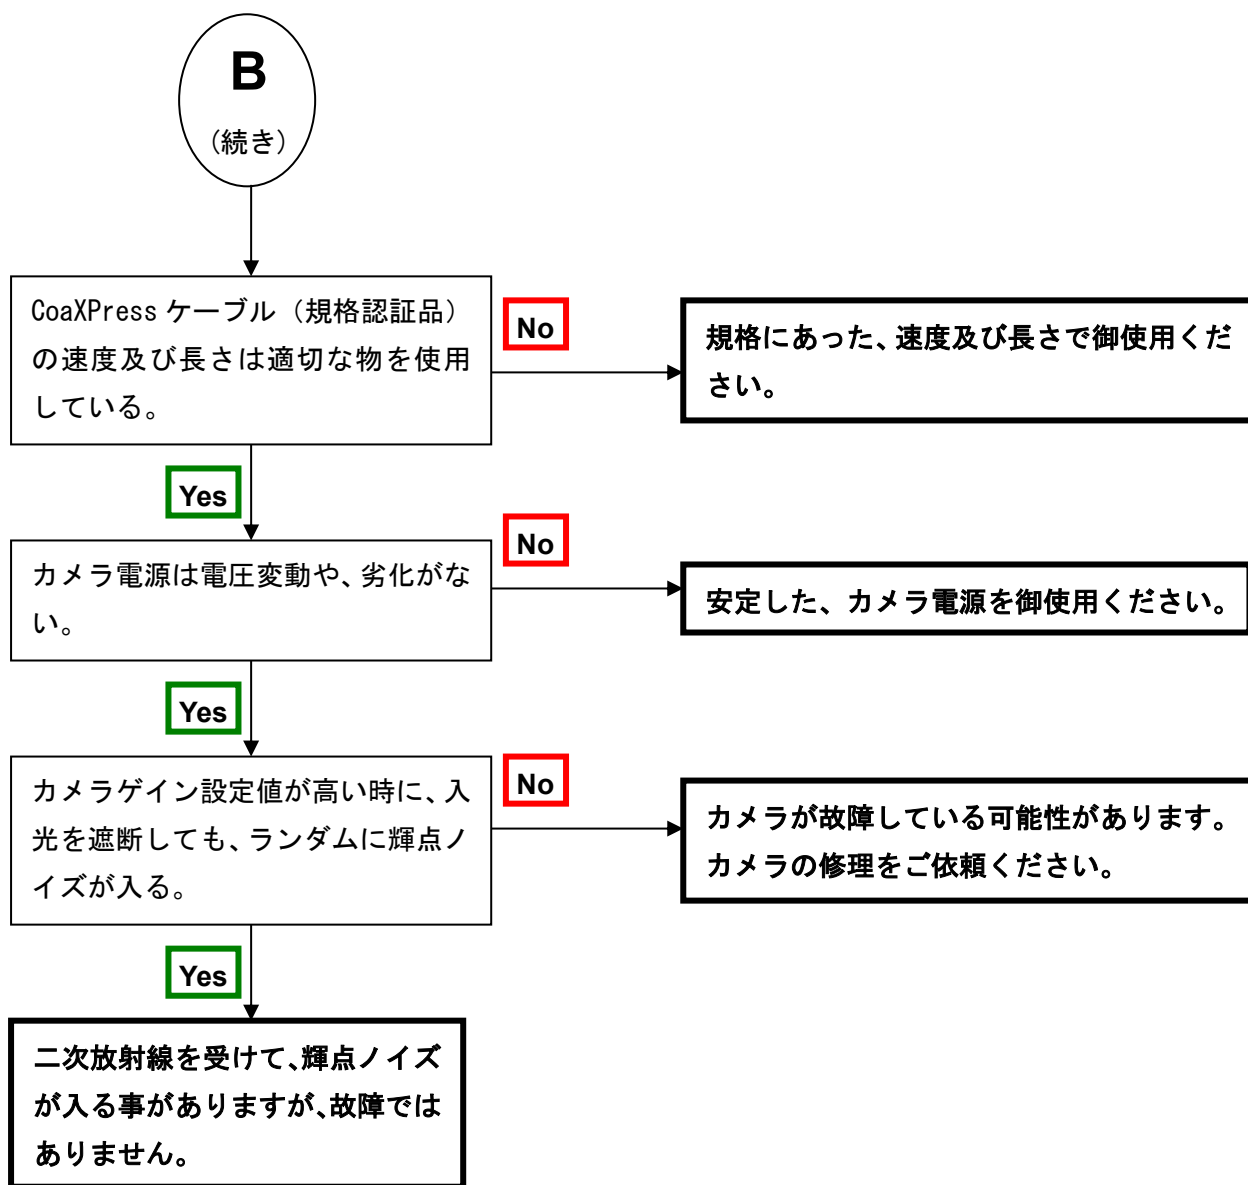 B
(続き)
CoaXPress ケーブル（規格認証品）
の速度及び長さは適切な物を使用
している。
No
規格にあった、速度及び長さで御使用くだ
さい。
Yes
カメラ電源は電圧変動や、劣化がな
い。
No
安定した、カメラ電源を御使用ください。
Yes
カメラゲイン設定値が高い時に、入
光を遮断しても、ランダムに輝点ノ
イズが入る。
No
カメラが故障している可能性があります。
カメラの修理をご依頼ください。
Yes
二次放射線を受けて、輝点ノイズ
が入る事がありますが、故障では
ありません。